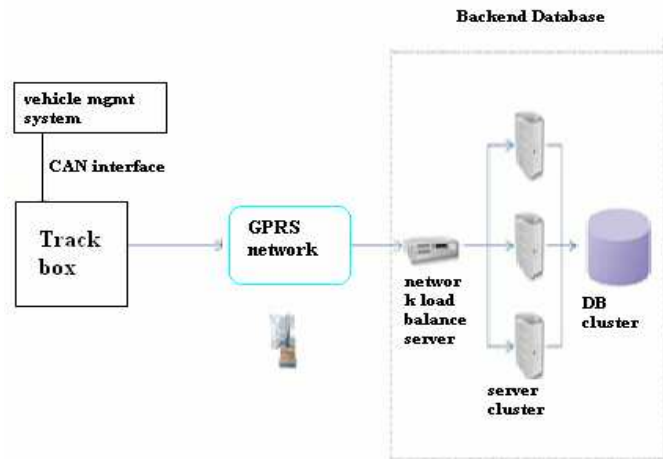 Backend Database
vehicle mgmt
system
CAN interface
Track
box
GPRS
network
networ
k load
balance
server
server
cluster
DB
cluster